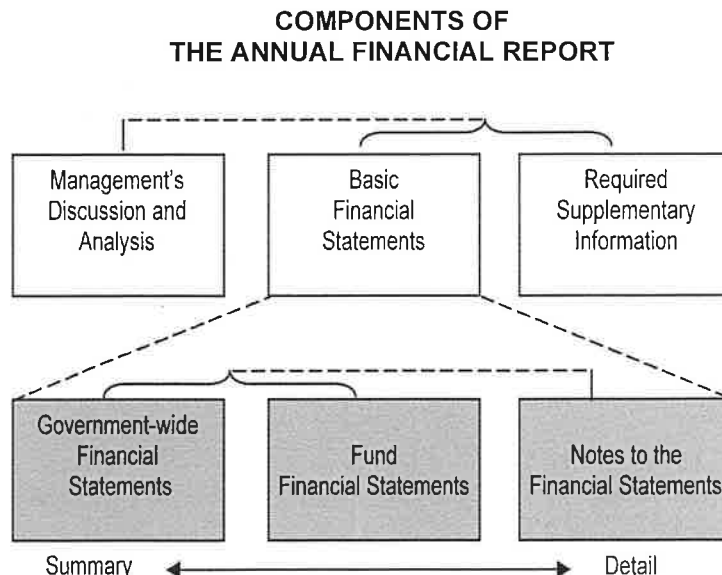 COMPONENTS OF
THE ANNUAL FINANCIAL REPORT
Management's
Discussion and
Analysis
Basic
Financial
Statements
Required
Supplementary
Information
Government-wide
Financial
Statements
Fund
Financial Statements
Notes to the
Financial Statements
Summary
Detail